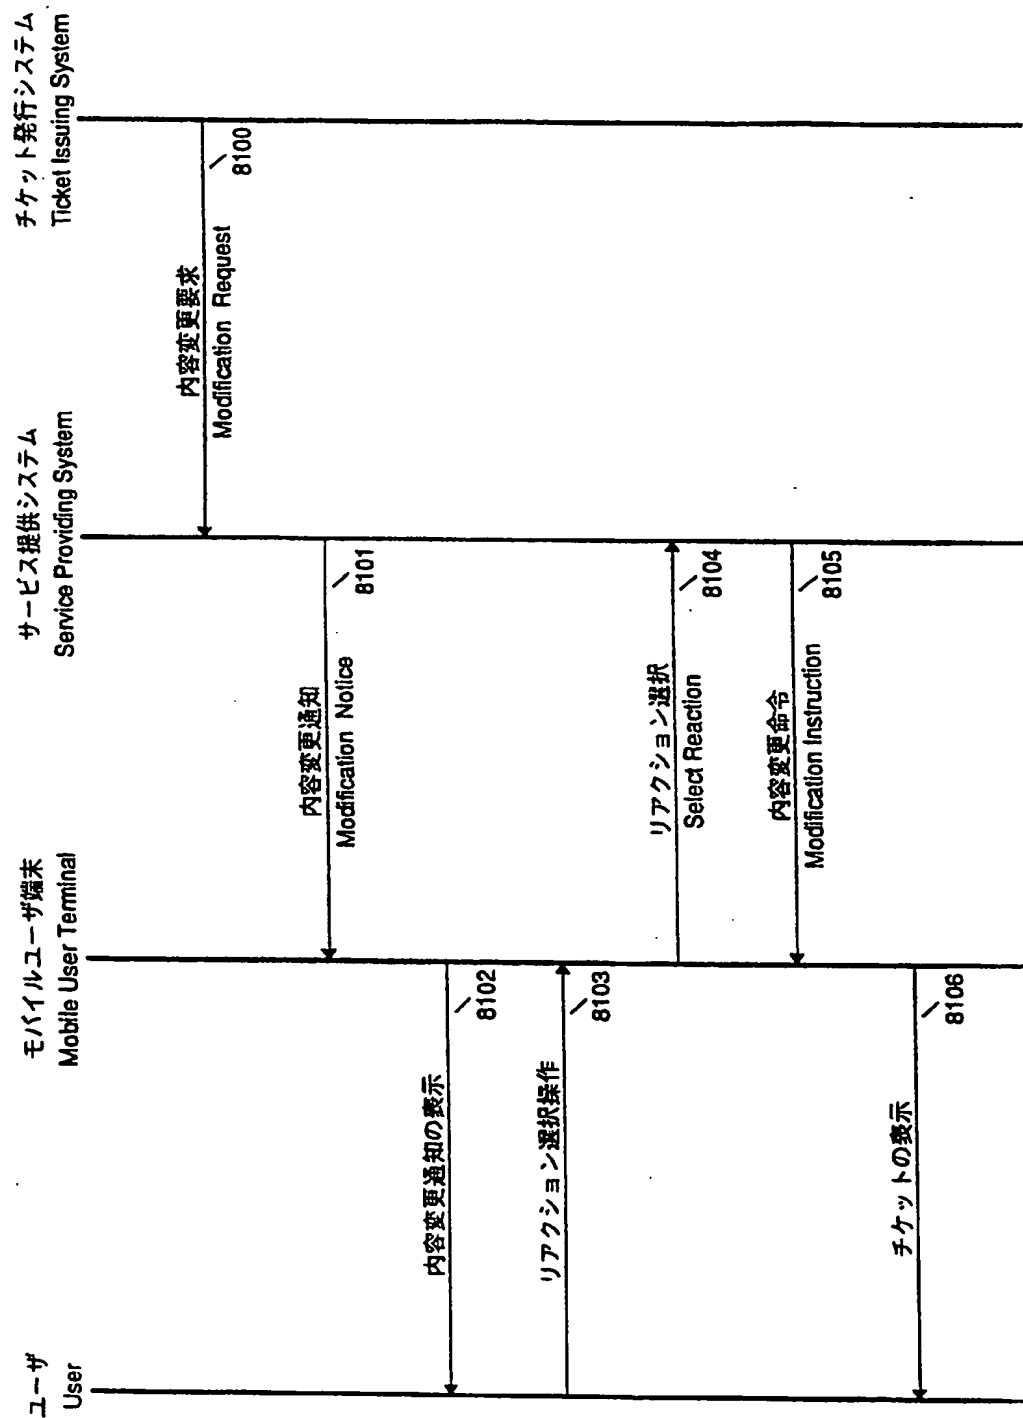 ユーザ
User
モバイルユーザ端末
Mobile User Terminal
サービス提供システム
Service Providing System
チケット発行システム
Ticket Issuing System
内容変更要求
Modification Request
8100
内容変更通知
Modification Notice
8101
内容変更通知の表示
8102
リアクション選択操作
8103
リアクション選択
Select Reaction
8104
内容変更命令
Modification Instruction
8105
チケットの表示
8106